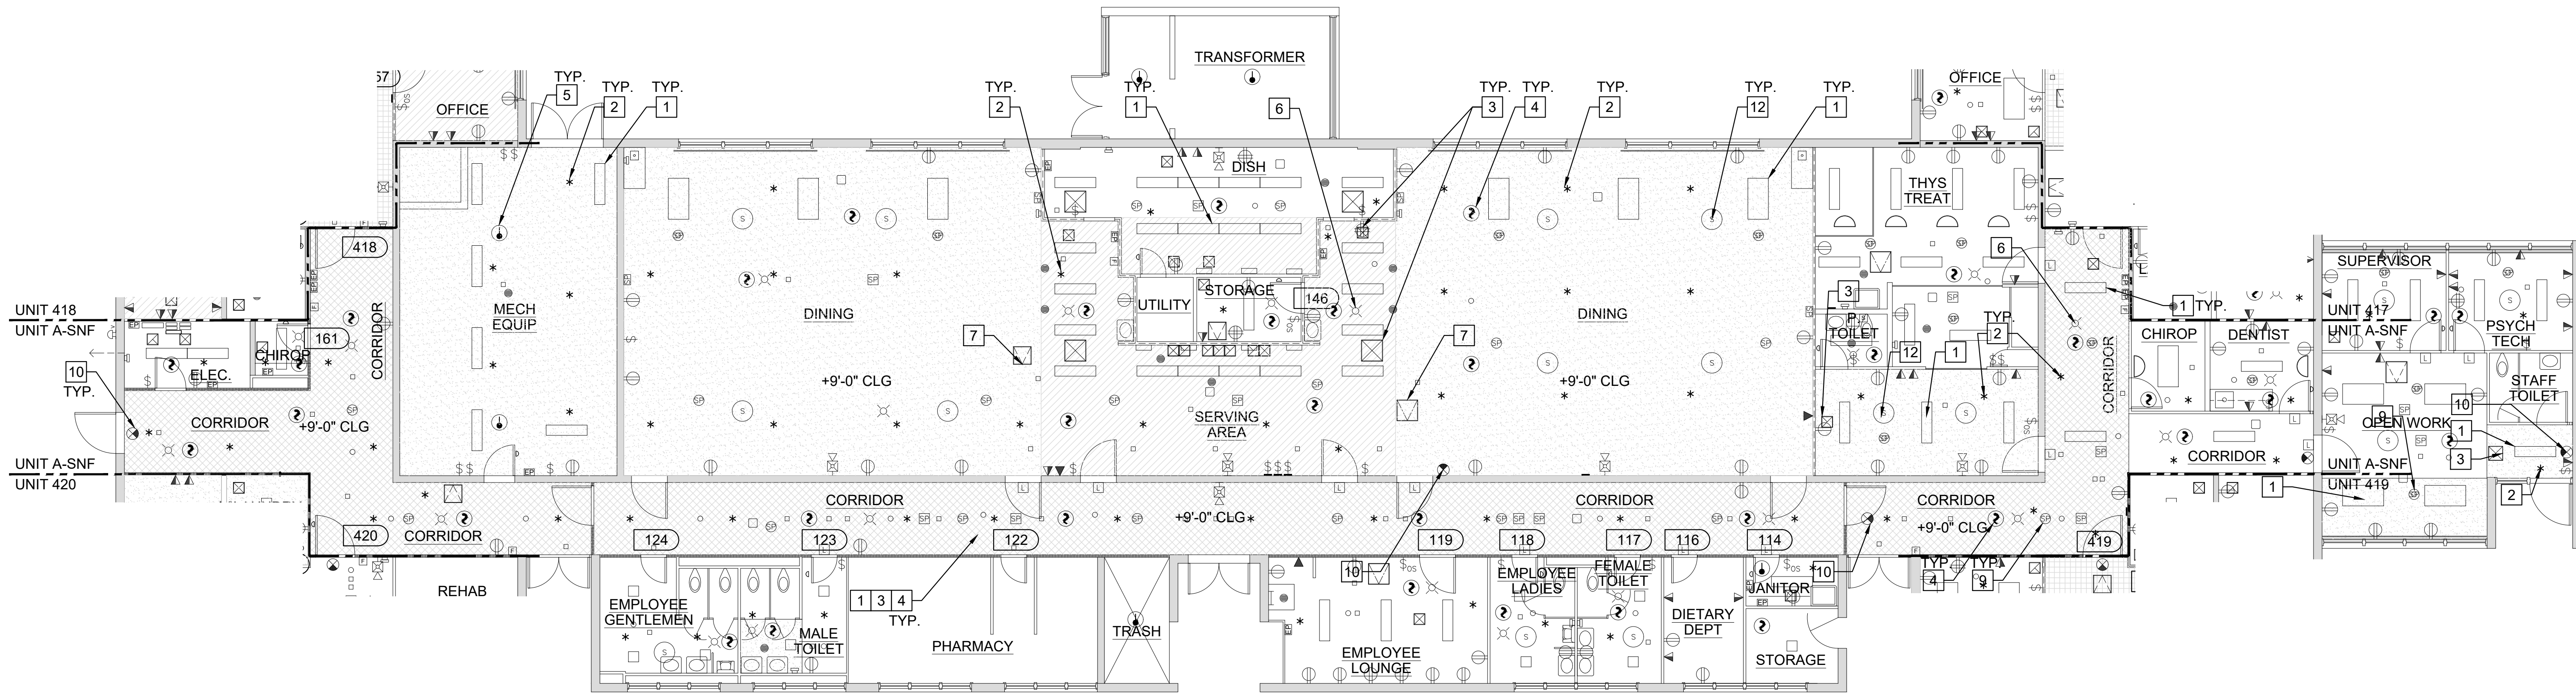 TRANSFORMER
57
OFFICE
TYP.
5
TYP.
2
TYP.
1
TYP.
2
TYP.
1
6
TYP.
3
TYP.
4
TYP.
2
TYP.
12
TYP.
1
OFFICE
$OS
$$
DISH
THYS
TREAT
418
6
SUPERVISOR
MECH
EQUIP
DINING
UTILITY
STORAGE
146
DINING
3
P.
TOILET
TYP.
2
1
TYP.
UNIT 418
UNIT A-SNF
161
CORRIDOR
CHIROP
ELEC.
7
7
12
1
CORRIDOR
CHIROP
DENTIST
UNIT 417
UNIT A-SNF
PSYCH
TECH
10
TYP.
+9'-0" CLG
+9'-0" CLG
STAFF
TOILET
CORRIDOR
+9'-0" CLG
SERVING
AREA
9
10
OPEN WORK
1
3
CORRIDOR
UNIT A-SNF
UNIT 420
$$
EP
$
$$$
UNIT A-SNF
UNIT 419
1
2
CORRIDOR
CORRIDOR
CORRIDOR
+9'-0" CLG
+9'-0" CLG
420
CORRIDOR
124
123
122
119
118
117
116
114
419
REHAB
10
10
TYP.
4
TYP.
9
EMPLOYEE
GENTLEMEN
MALE
TOILET
1 3 4
TYP.
PHARMACY
TRASH
EMPLOYEE
LOUNGE
EMPLOYEE
LADIES
FEMALE
TOILET
DIETARY
DEPT
JANITOR
STORAGE